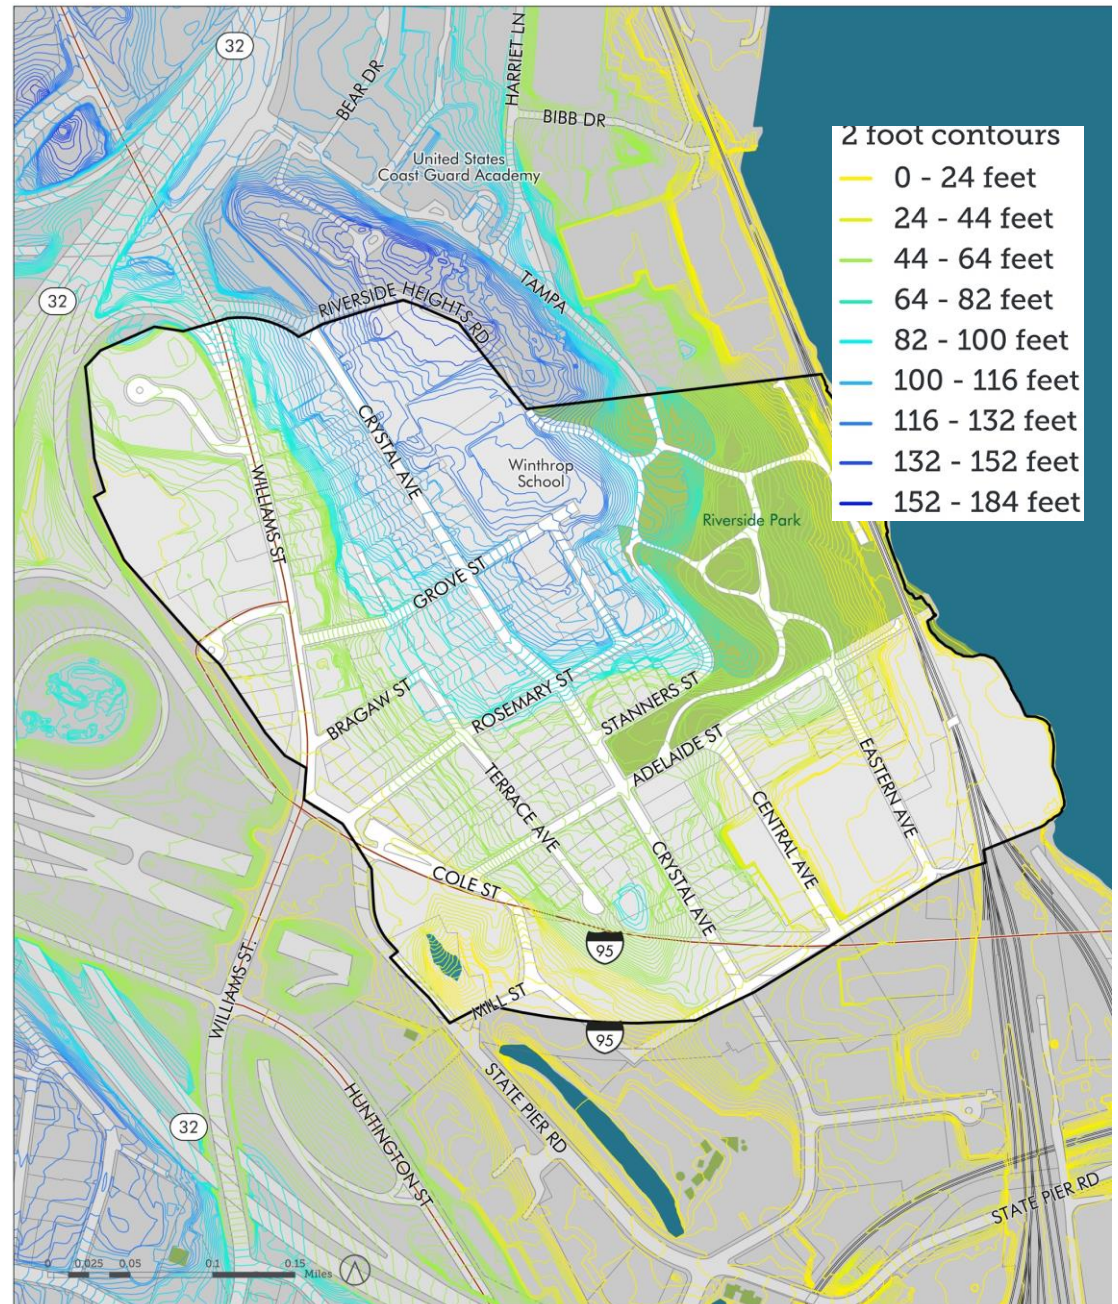 32
BEAR DR
HARRIET LN
BIBB DR
United States
Coast Guard Academy
2 foot contours
0 - 24 feet
24 - 44 feet
44 - 64 feet
64 - 82 feet
82 - 100 feet
100 - 116 feet
116 - 132 feet
132 - 152 feet
152 - 184 feet
32
TAMPA
RIVERSIDE HEIGHTS RD
CRYSTAL AVE
Winthrop
School
Riverside Park
WILLIAMS ST
GROVE ST
BRAGAW ST
ROSEMARY ST
STANNERS ST
ADELAIDE ST
TERRACE AVE
EASTERN AVE
CENTRAL AVE
CRYSTAL AVE
COLE ST
95
WILLIAMS ST.
MILL ST
95
STATE PIER RD
HUNTINGTON ST
32
STATE PIER RD
0 0.025 0.05 0.1 0.15
Miles